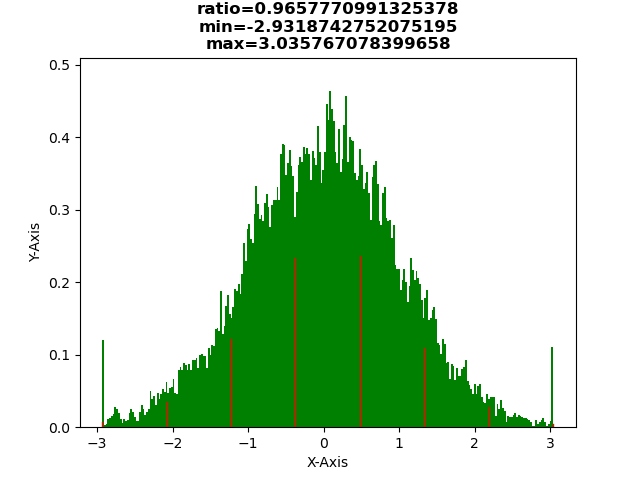 ratio=0.9657770991325378
min=-2.9318742752075195
max=3.035767078399658
0.5
0.4
0.3
0.2
0.1
0.0
Y-Axis
−3 −2 −1 0 1 2 3
X-Axis